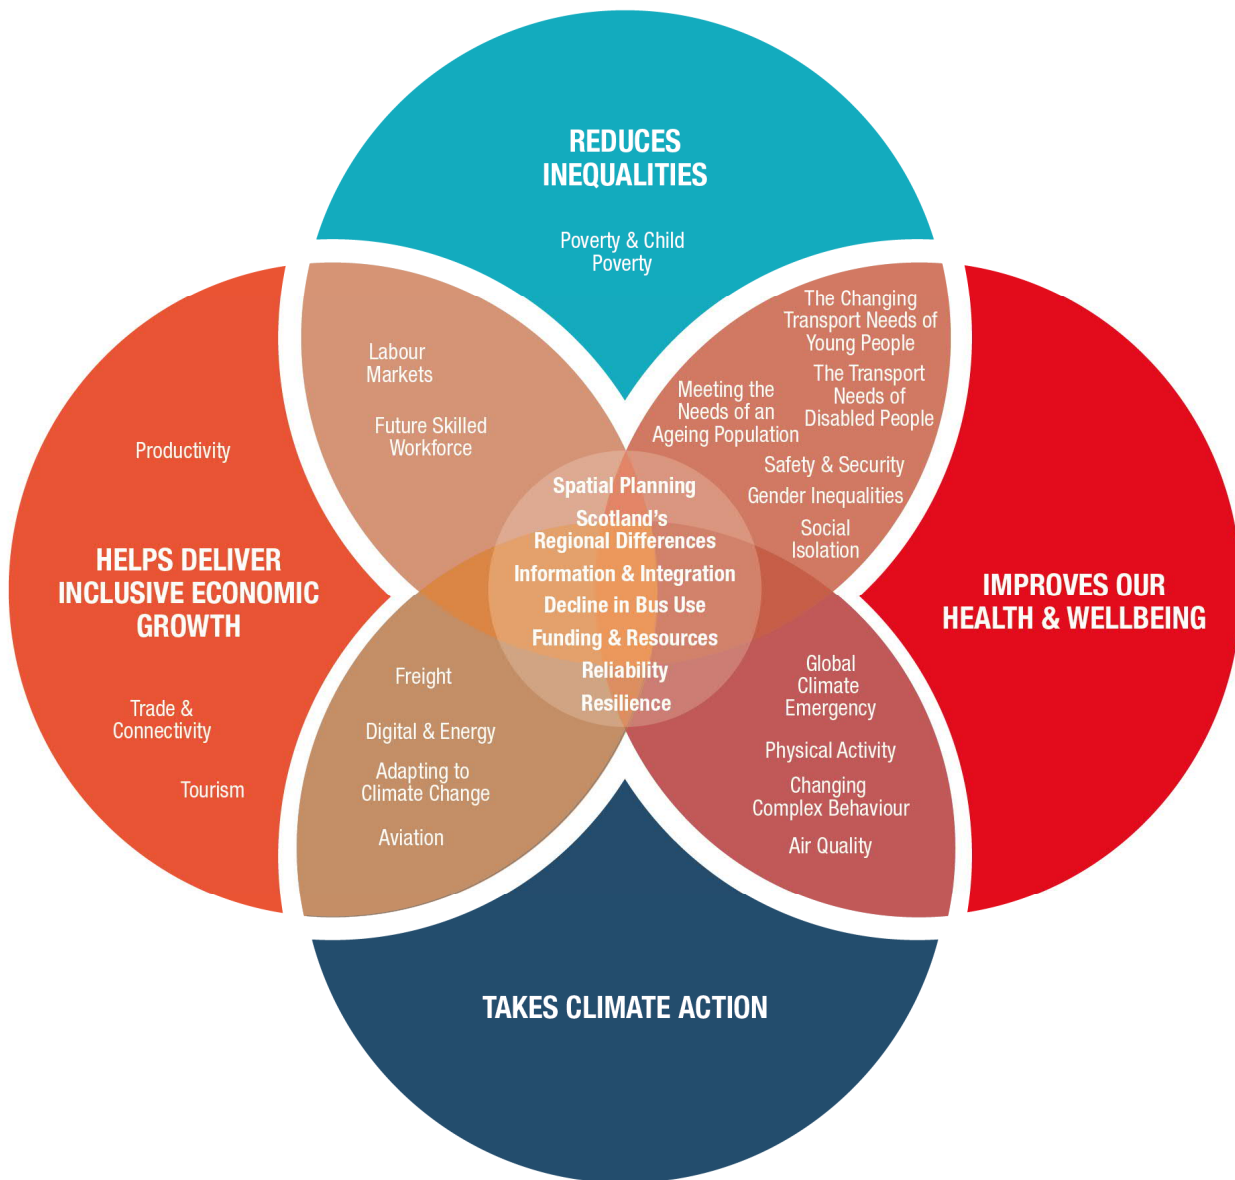 REDUCES
INEQUALITIES
Poverty & Child
Poverty
Labour
Markets
Future Skilled
Workforce
The Changing
Transport Needs of
Young People
The Transport
Needs of
Disabled People
Meeting the
Needs of an
Ageing Population
Safety & Security
Gender Inequalities
Social
Isolation
Productivity
HELPS DELIVER
INCLUSIVE ECONOMIC
GROWTH
Trade &
Connectivity
Tourism
Spatial Planning
Scotland's
Regional Differences
Information & Integration
Decline in Bus Use
Funding & Resources
Reliability
Resilience
IMPROVES OUR
HEALTH & WELLBEING
Freight
Digital & Energy
Adapting to
Climate Change
Aviation
Global
Climate
Emergency
Physical Activity
Changing
Complex Behaviour
Air Quality
TAKES CLIMATE ACTION